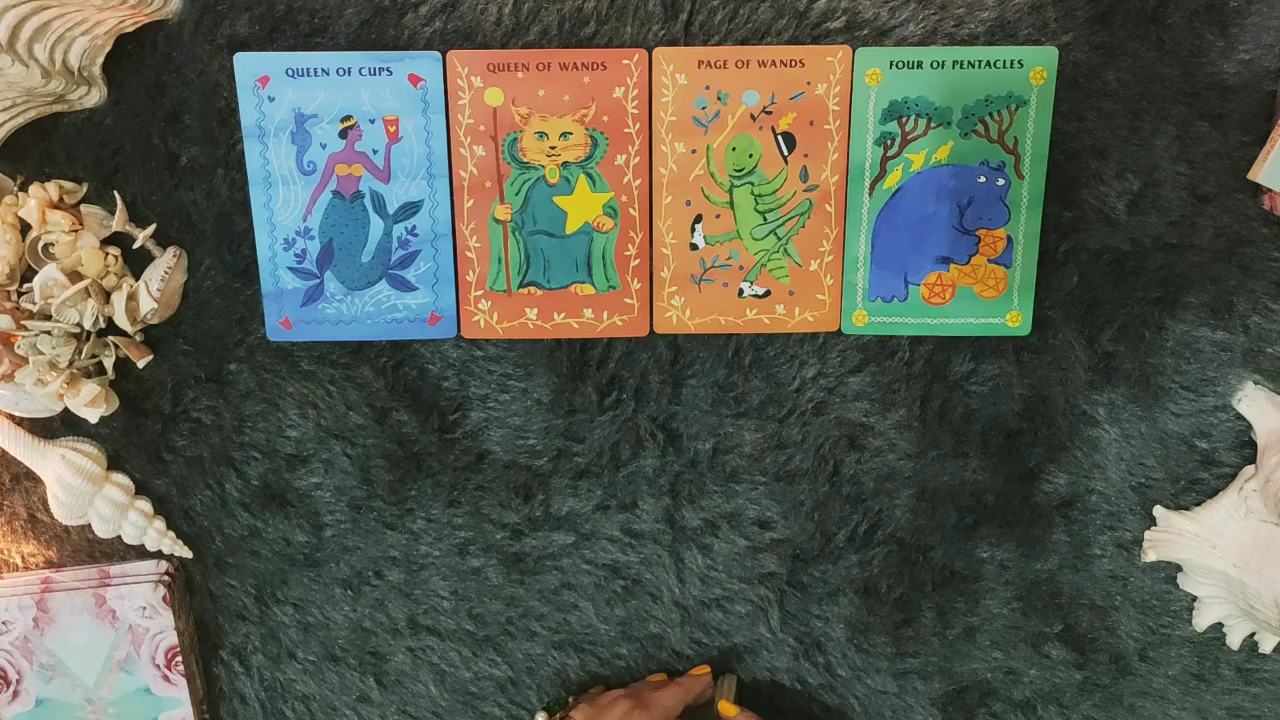 QUEEN OF CUPS
QUEEN OF WANDS
PAGE OF WANDS
FOUR OF PENTACLES